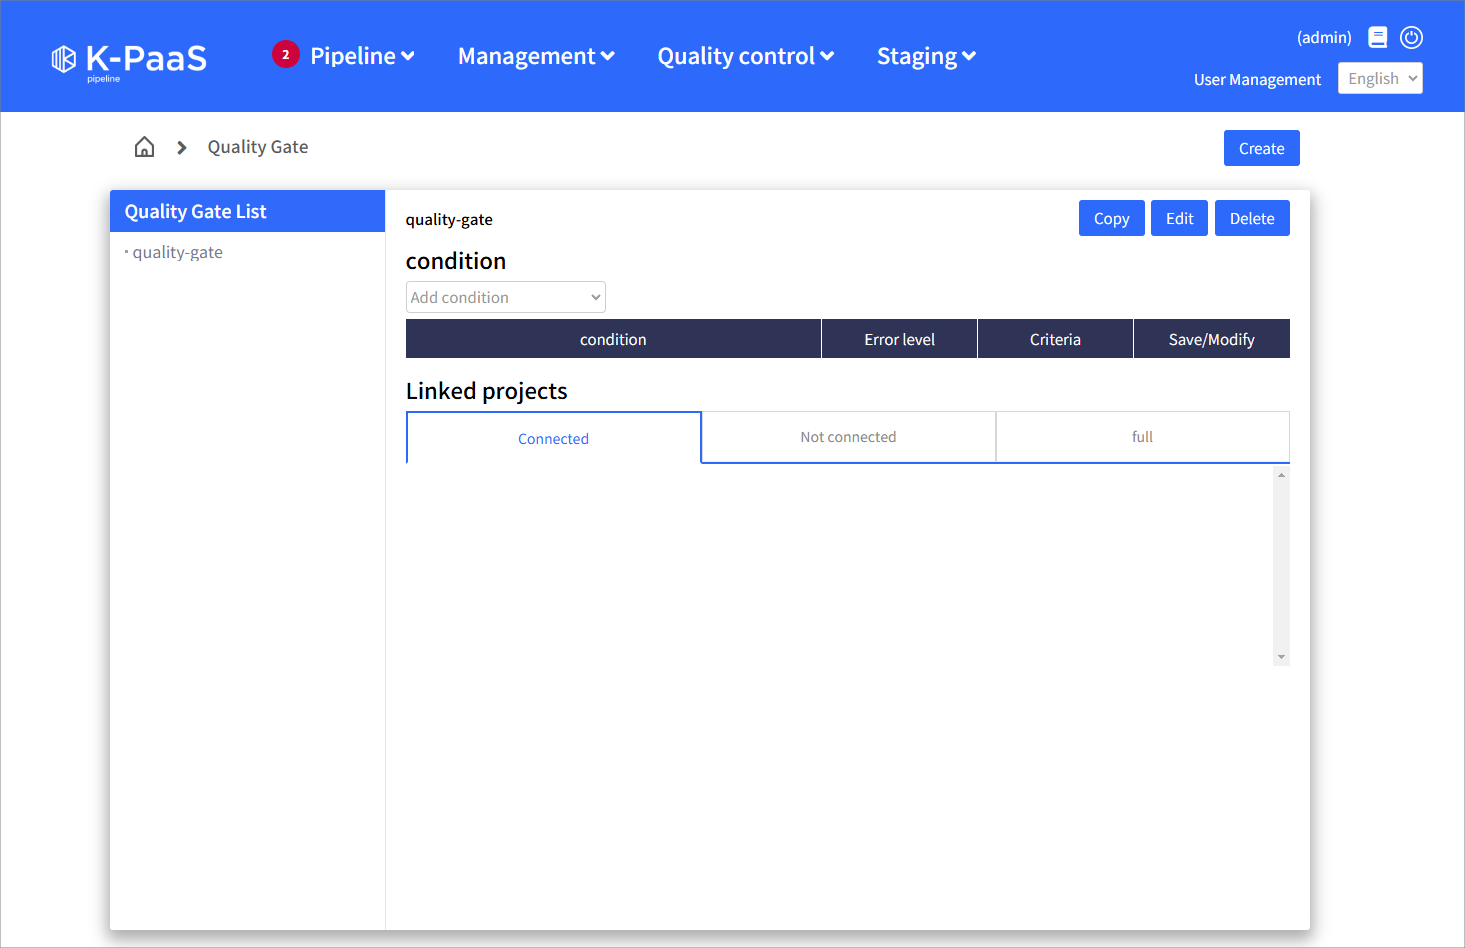 K-PaaS
pipeline
2 Pipeline Management Quality control Staging
(admin)
User Management English
Quality Gate
Create
Quality Gate List
· quality-gate
quality-gate
Copy Edit Delete
condition
Add condition
condition Error level Criteria Save/Modify
Linked projects
Connected Not connected full